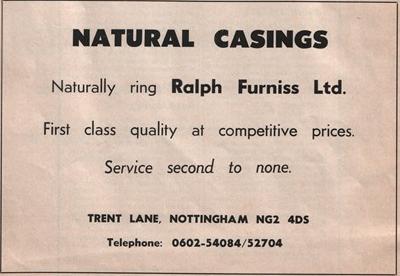 NATURAL CASINGS
Naturally ring Ralph Furniss Ltd.
First class quality at competitive prices.
Service second to none.
TRENT LANE, NOTTINGHAM NG2 4DS
Telephone: 0602-54084/52704